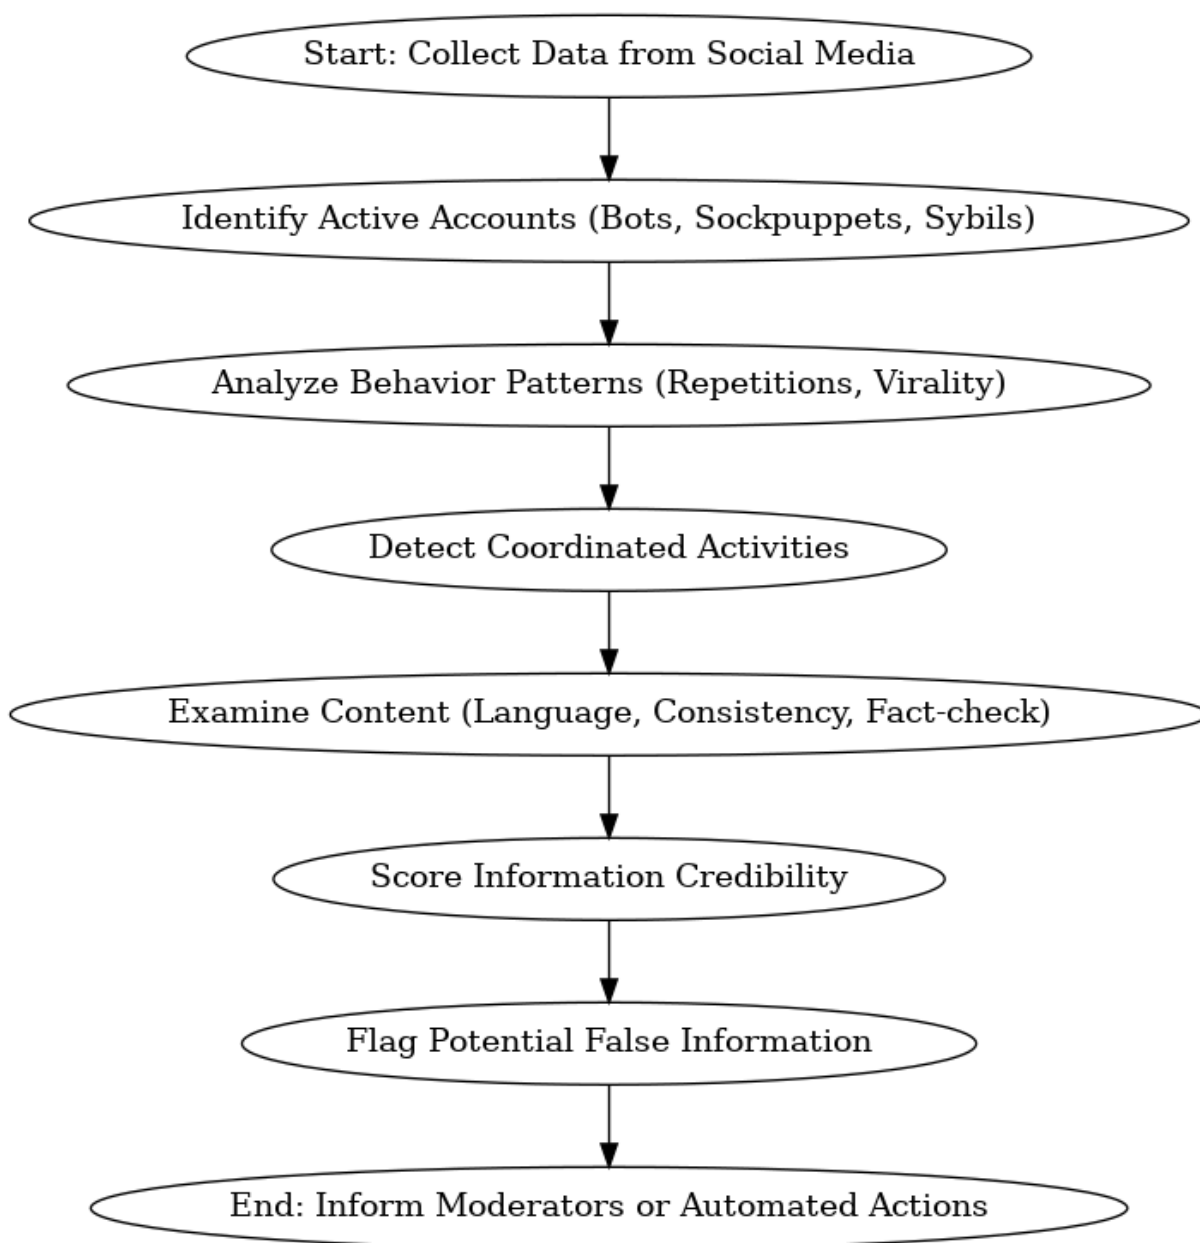 Start: Collect Data from Social Media
Identify Active Accounts (Bots, Sockpuppets, Sybils)
Analyze Behavior Patterns (Repetitions, Virality)
Detect Coordinated Activities
Examine Content (Language, Consistency, Fact-check)
Score Information Credibility
Flag Potential False Information
End: Inform Moderators or Automated Actions